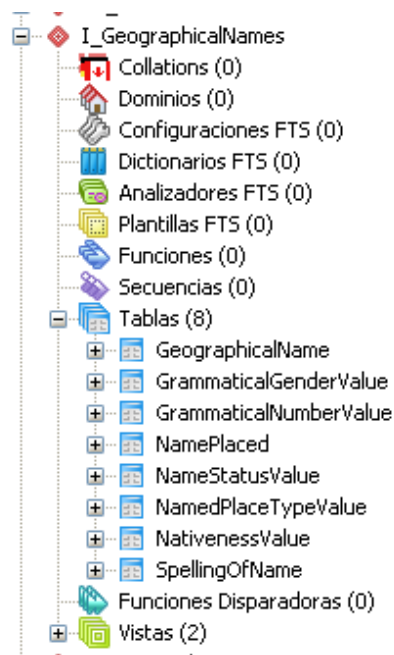 I_GeographicalNames
Collations (0)
Dominios (0)
Configuraciones FTS (0)
Dictionarios FTS (0)
Analizadores FTS (0)
Plantillas FTS (0)
Funciones (0)
Secuencias (0)
Tablas (8)
GeographicalName
GrammaticalGenderValue
GrammaticalNumberValue
NamePlaced
NameStatusValue
NamedPlaceTypeValue
NativenessValue
SpellingOfName
Funciones Disparadoras (0)
Vistas (2)